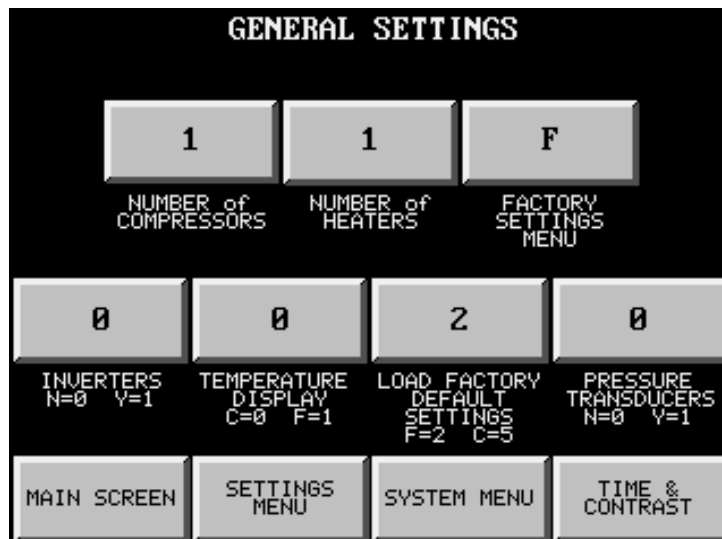 GENERAL SETTINGS
1 1 F
NUMBER of COMPRESSORS
NUMBER of HEATERS
FACTORY SETTINGS MENU
0 0 2 0
INVERTERS
N=0 Y=1
TEMPERATURE
DISPLAY
C=0 F=1
LOAD FACTORY
DEFAULT
SETTINGS
F=2 C=5
PRESSURE
TRANSDUCERS
N=0 Y=1
MAIN SCREEN
SETTINGS
MENU
SYSTEM MENU
TIME &
CONTRAST